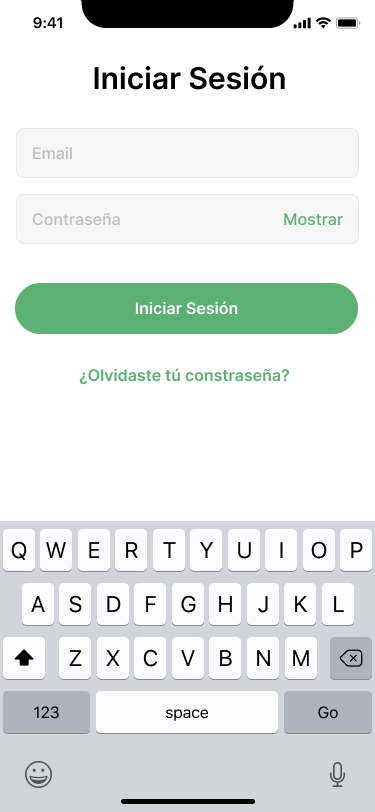 9:41
Iniciar Sesión
Email
Contraseña Mostrar
Iniciar Sesión
¿Olvidaste tú constraseña?
Q W E R T Y U I O P
A S D F G H J K L
Z X C V B N M
123 space Go